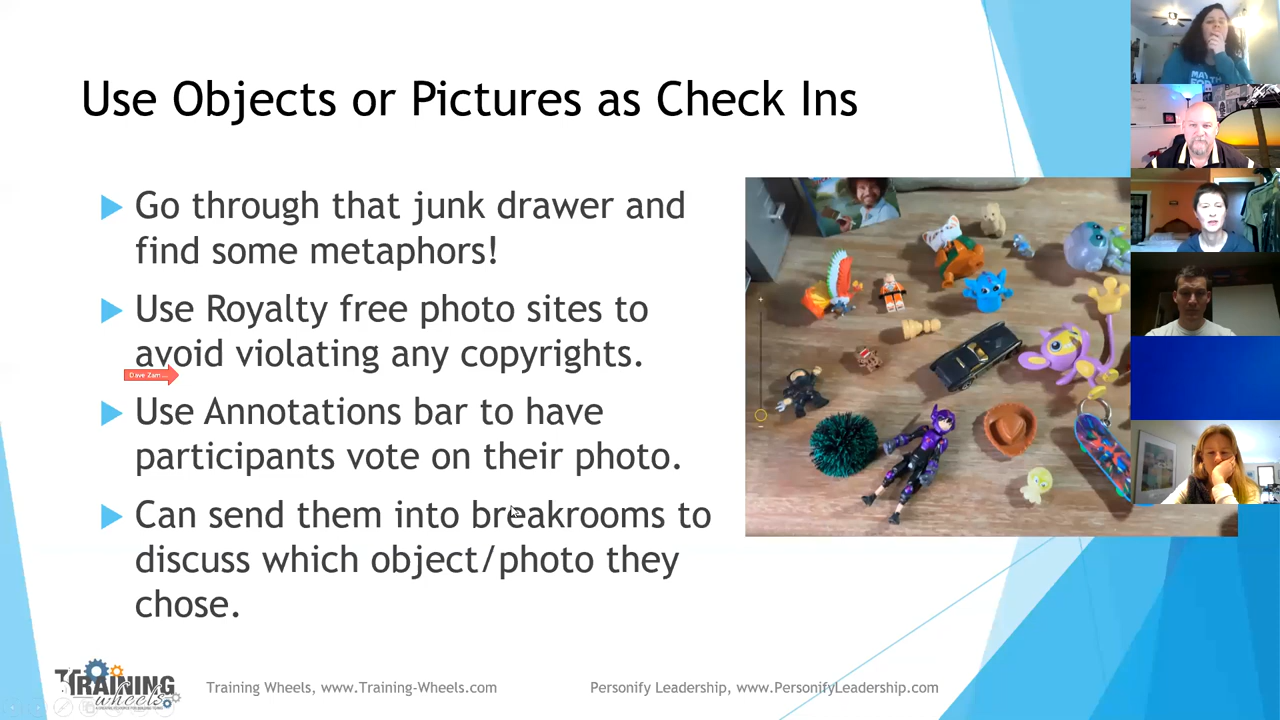 Use Objects or Pictures as Check Ins
Go through that junk drawer and
find some metaphors!
Use Royalty free photo sites to
avoid violating any copyrights.
Dave Zam...
Use Annotations bar to have
participants vote on their photo.
Can send them into breakrooms to
discuss which object/photo they
chose.
TRAINING
wheels
Training Wheels, www.Training-Wheels.com
Personify Leadership, www.PersonifyLeadership.com